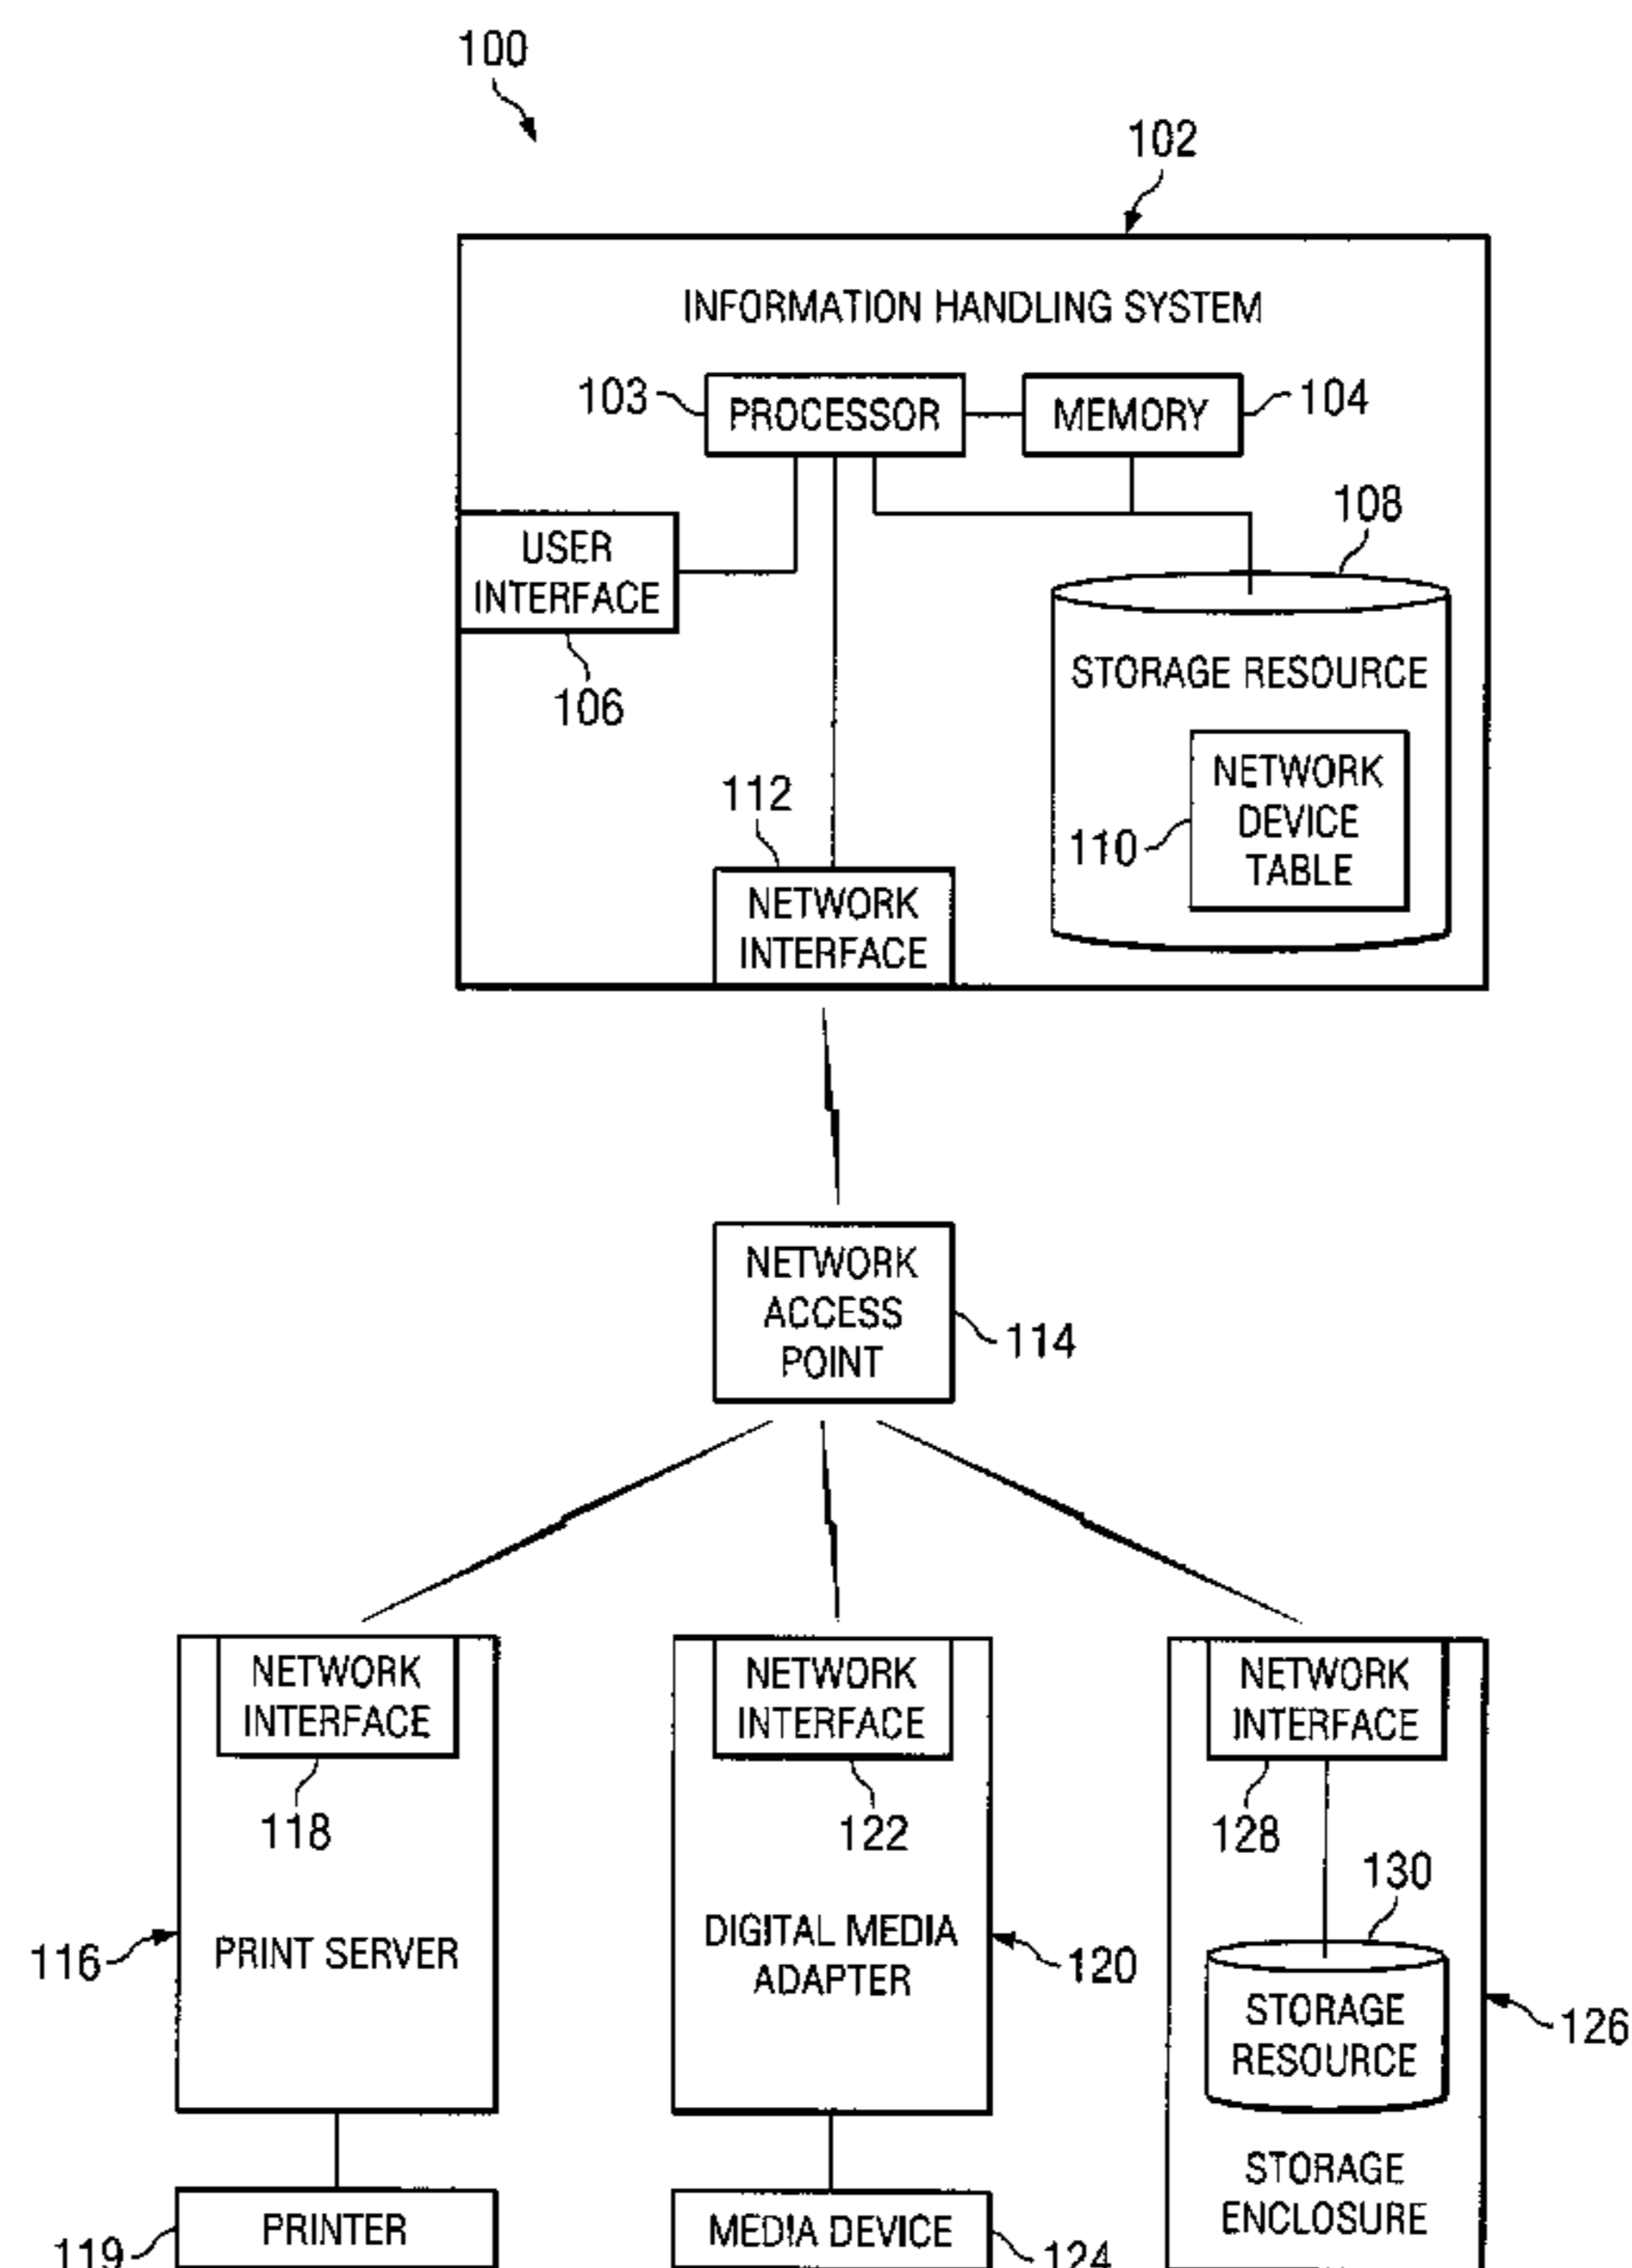 100
102
INFORMATION HANDLING SYSTEM
103
PROCESSOR
MEMORY
104
108
USER
INTERFACE
106
STORAGE RESOURCE
NETWORK
DEVICE
TABLE
110
112
NETWORK
INTERFACE
NETWORK
ACCESS
POINT
114
NETWORK
INTERFACE
118
NETWORK
INTERFACE
122
NETWORK
INTERFACE
128
130
116
PRINT SERVER
DIGITAL MEDIA
ADAPTER
120
STORAGE
RESOURCE
126
STORAGE
ENCLOSURE
119
PRINTER
MEDIA DEVICE
124